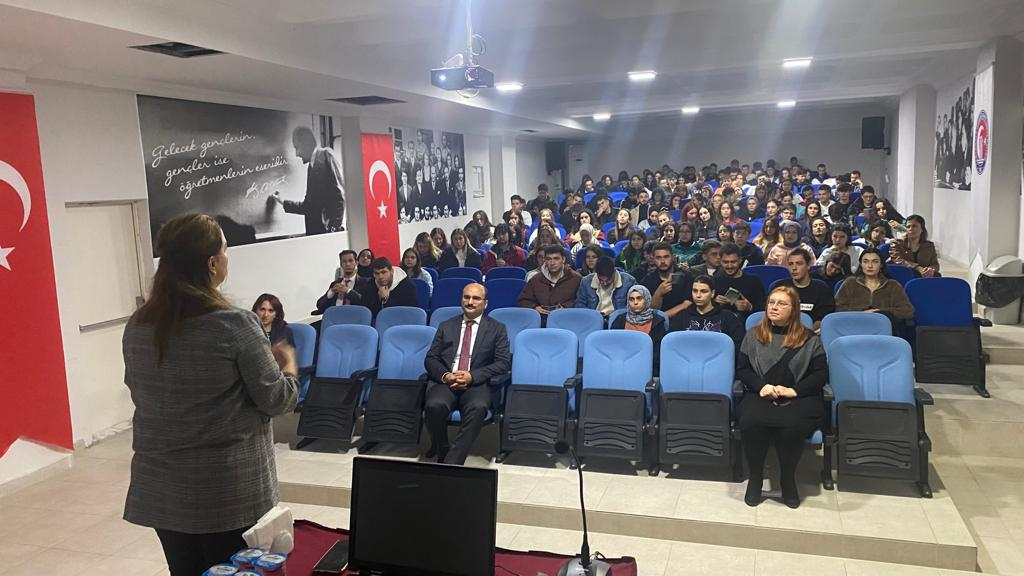 Gelecek gençlerin,
gençler ise
öğretmenlerin eseridir.